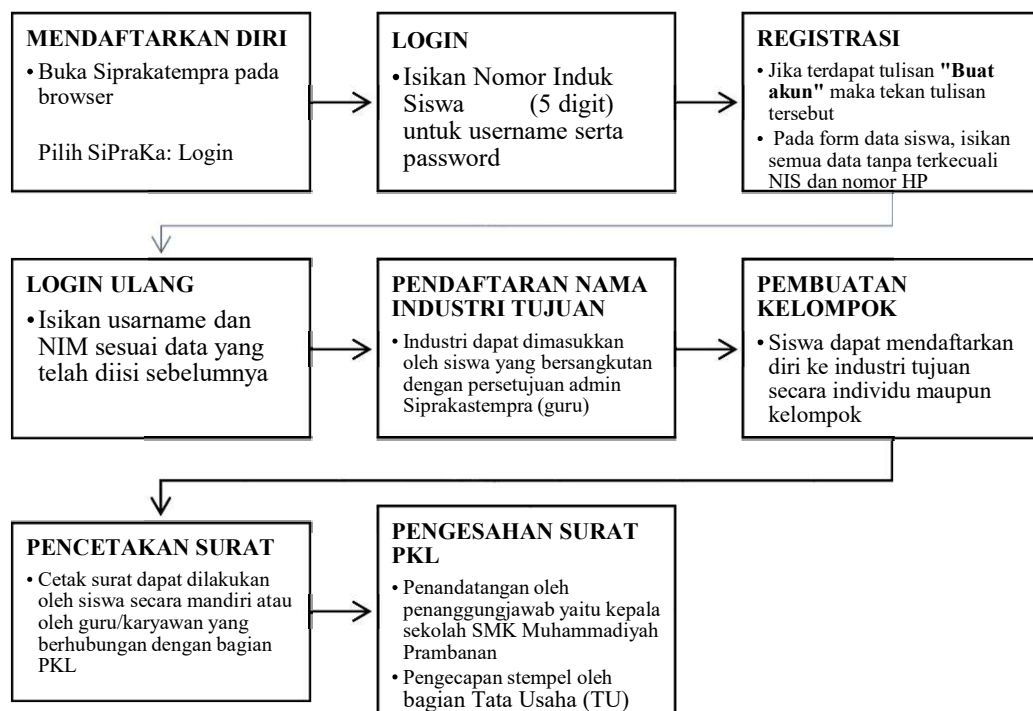 MENDAFTARKAN DIRI
• Buka Siprakatempra pada
browser
Pilih SiPraKa: Login
LOGIN
• Isikan Nomor Induk
Siswa (5 digit)
untuk username serta
password
REGISTRASI
• Jika terdapat tulisan "Buat
akun" maka tekan tulisan
tersebut
• Pada form data siswa, isikan
semua data tanpa terkecuali
NIS dan nomor HP
LOGIN ULANG
• Isikan usarname dan
NIM sesuai data yang
telah diisi sebelumnya
PENDAFTARAN NAMA
INDUSTRI TUJUAN
• Industri dapat dimasukkan
oleh siswa yang bersangkutan
dengan persetujuan admin
Siprakastempra (guru)
PEMBUATAN
KELOMPOK
• Siswa dapat mendaftarkan
diri ke industri tujuan
secara individu maupun
kelompok
PENCETAKAN SURAT
• Cetak surat dapat dilakukan
oleh siswa secara mandiri atau
oleh guru/karyawan yang
berhubungan dengan bagian
PKL
PENGESAHAN SURAT
PKL
• Penandatangan oleh
penanggungjawab yaitu kepala
sekolah SMK Muhammadiyah
Prambanan
• Pengecapan stempel oleh
bagian Tata Usaha (TU)